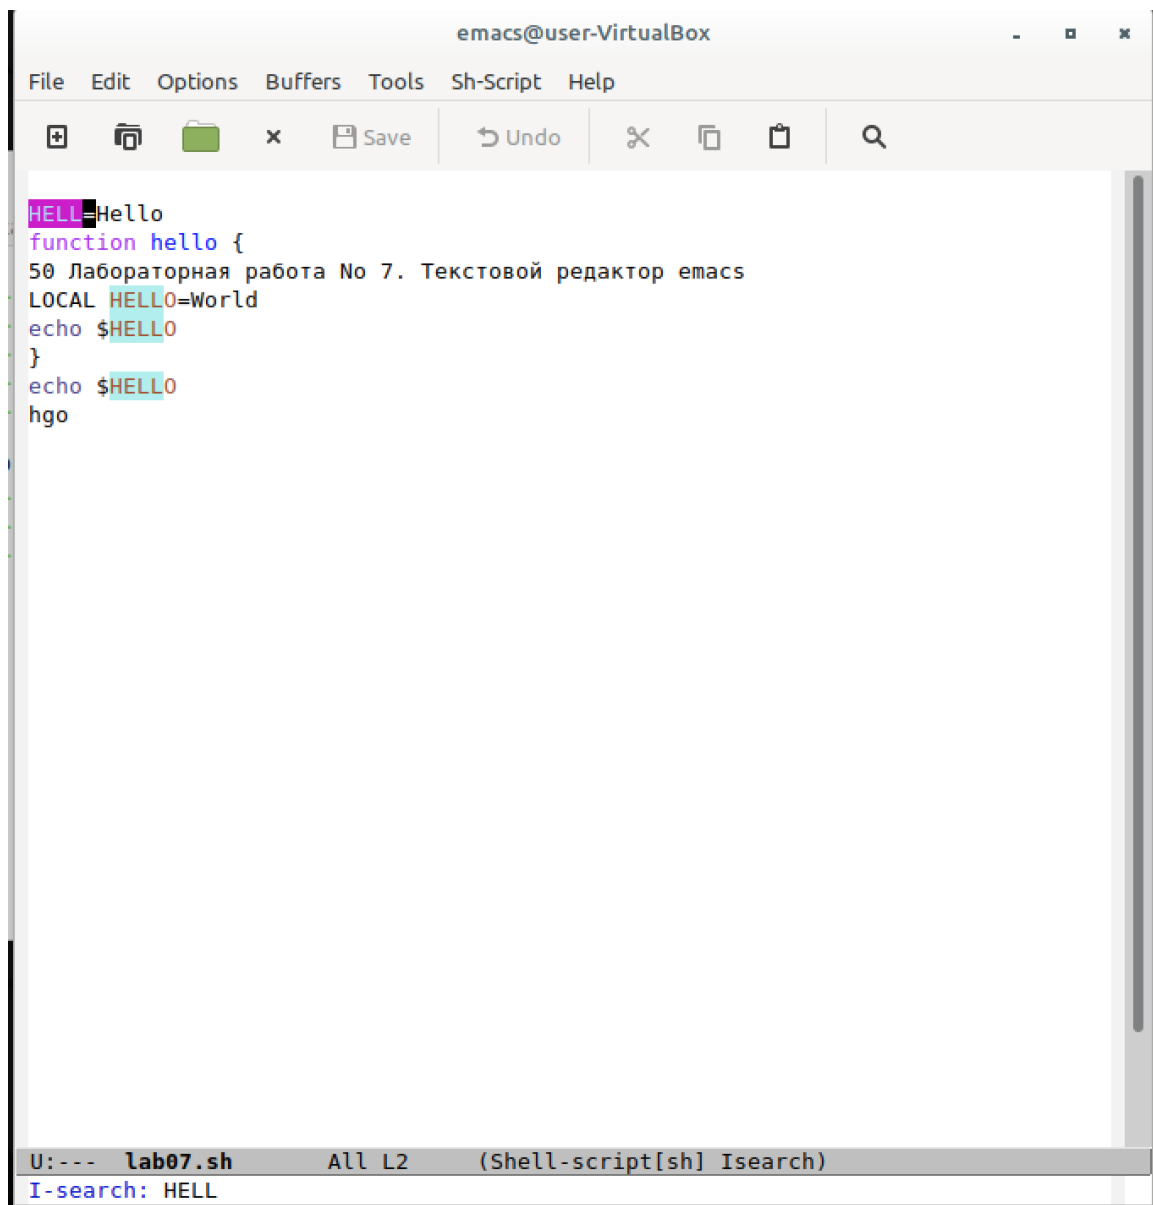 emacs@user-VirtualBox
File Edit Options Buffers Tools Sh-Script Help
Save Undo
HELL=Hello
function hello {
50 Лабораторная работа No 7. Текстовой редактор emacs
LOCAL HELLO=World
echo $HELLO
}
echo $HELLO
hgo
U:--- lab07.sh All L2 (Shell-script[sh] Isearch)
I-search: HELL